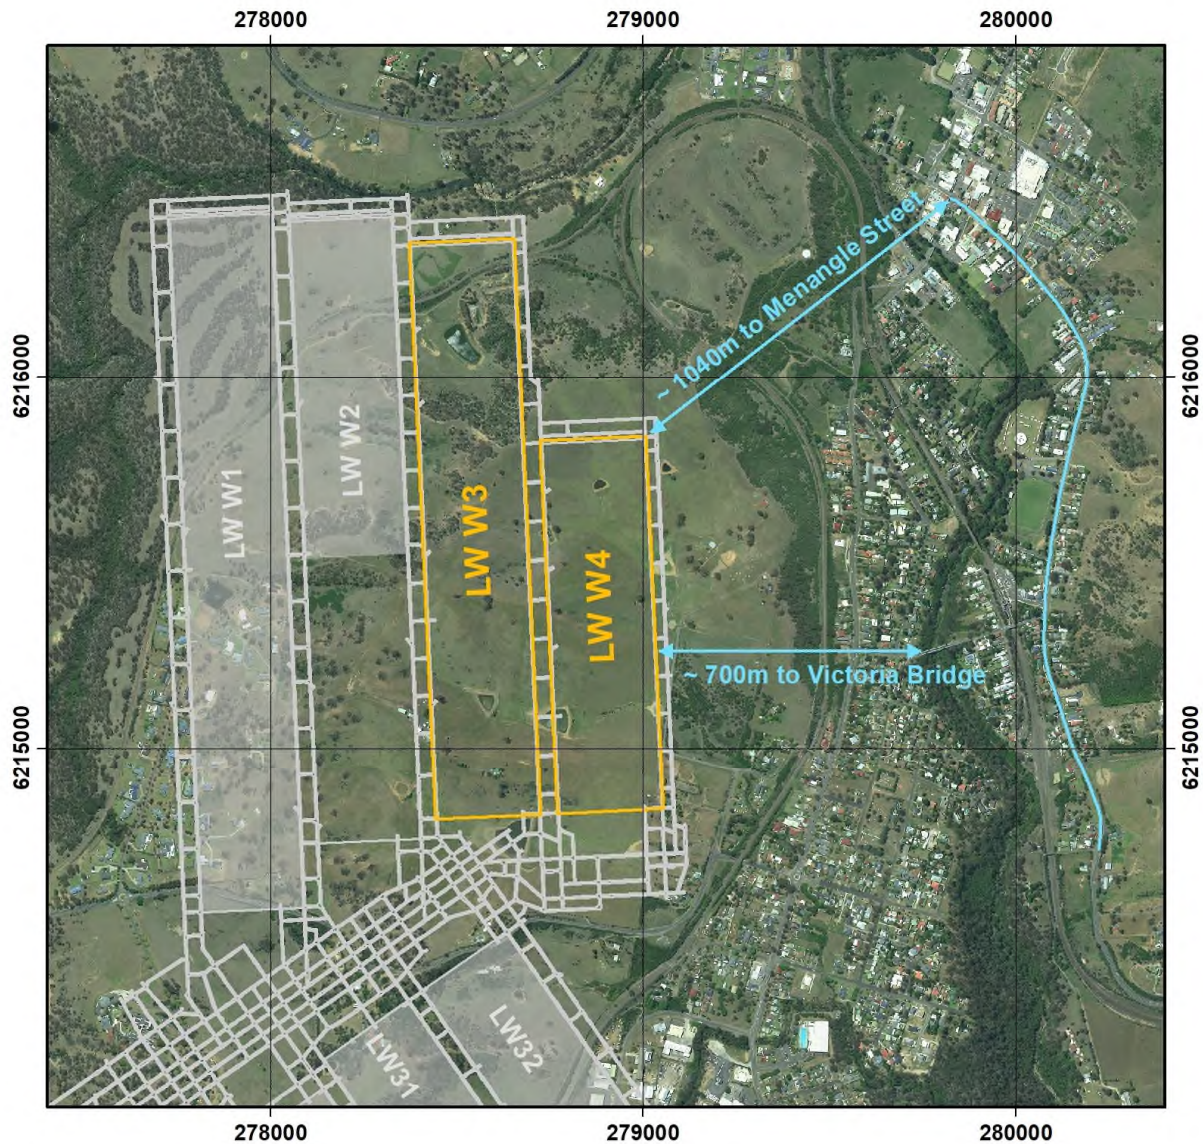 278000
279000
280000
~ 1040m to Menangle Street
6216000
6216000
LW W2
LW W1
LW W3
LW W4
~ 700m to Victoria Bridge
6215000
6215000
LW32
LW31
278000
279000
280000